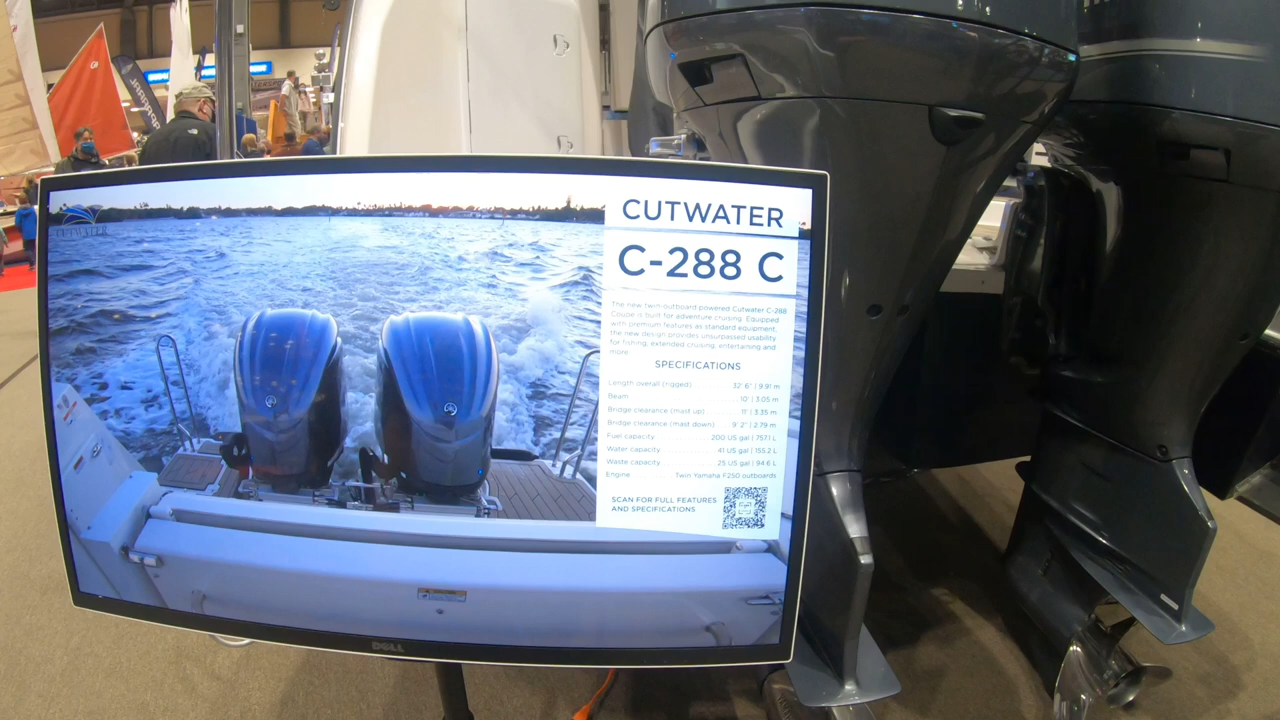 CUTWATER
CUTWATER
C-288 C
The new twin-outboard powered Cutwater C-288
Coupe is built for adventure cruising. Equipped
with premium features as standard equipment,
the new design provides unsurpassed usability
for fishing, extended cruising, entertaining and
more.
SPECIFICATIONS
Length overall (rigged) 32' 6" | 9.91 m
Beam 10' | 3.05 m
Bridge clearance (mast up) 11' | 3.35 m
Bridge clearance (mast down) 9' 2" | 2.79 m
Fuel capacity 200 US gal | 757.1 L
Water capacity 41 US gal | 155.2 L
Waste capacity 25 US gal | 94.6 L
Engine Twin Yamaha F250 outboards
SCAN FOR FULL FEATURES
AND SPECIFICATIONS
DELL